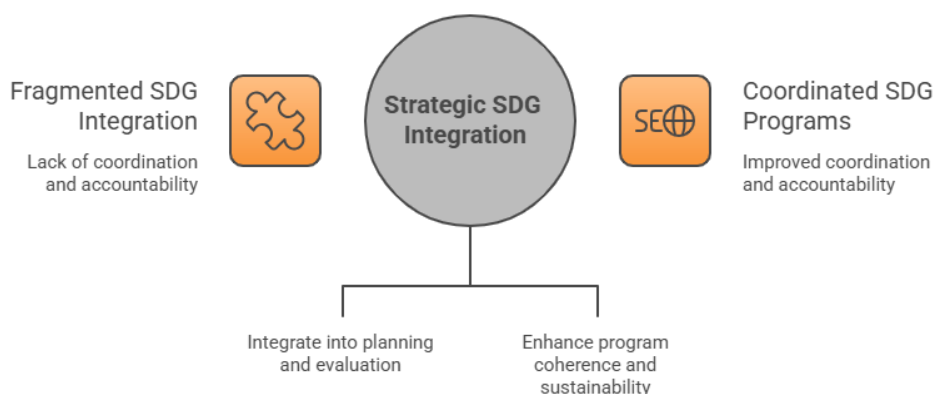 Fragmented SDG
Integration
Lack of coordination
and accountability
Strategic SDG
Integration
SEO
Coordinated SDG
Programs
Improved coordination
and accountability
Integrate into planning
and evaluation
Enhance program
coherence and
sustainability